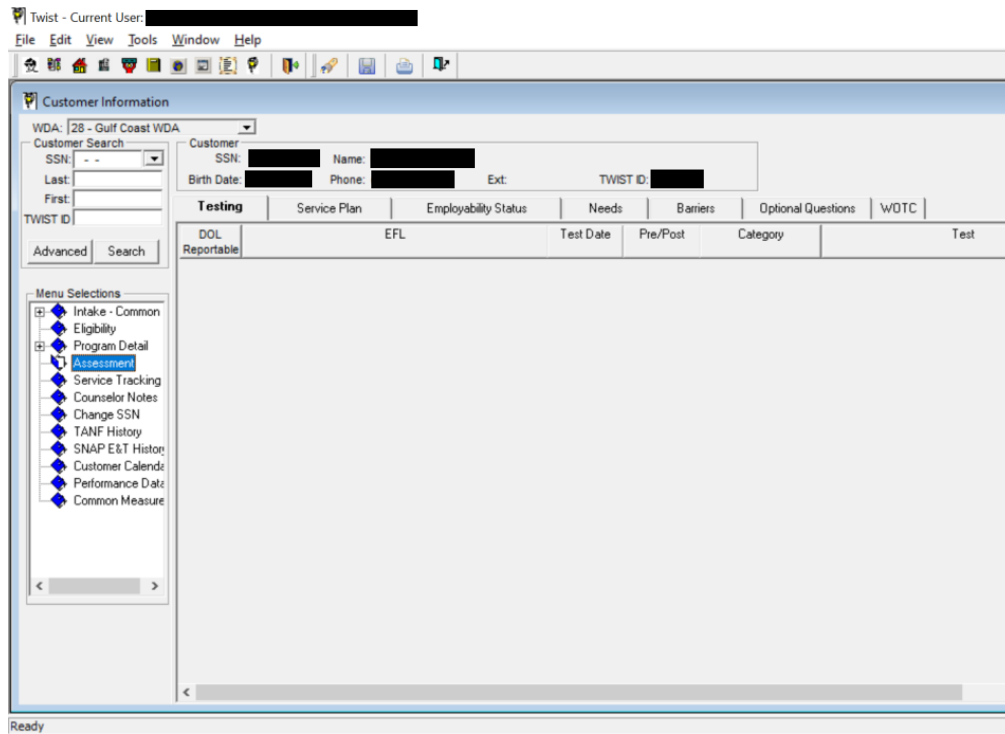 Twist - Current User:
File Edit View Tools Window Help
Customer Information
WDA: 28 - Gulf Coast WDA
Customer Search
SSN: - -
Last:
First:
TWIST ID
Advanced Search
Customer
SSN: Name:
Birth Date: Phone: Ext: TWIST ID:
Testing Service Plan Employability Status Needs Barriers Optional Questions WOTC
DOL Reportable EFL Test Date Pre/Post Category Test
Menu Selections
Intake - Common
Eligibility
Program Detail
Assessment
Service Tracking
Counselor Notes
Change SSN
TANF History
SNAP E&T History
Customer Calenda
Performance Data
Common Measure
Ready